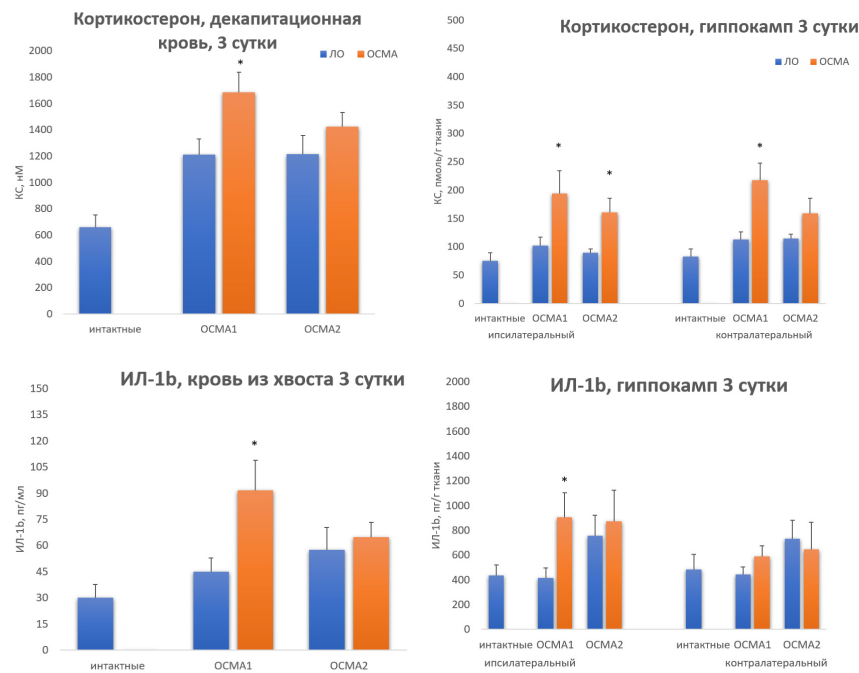 Кортикостерон, декапитационная
кровь, 3 сутки
ЛО ОСМА
КС, нМ
2000
1800
1600
1400
1200
1000
800
600
400
200
0
*
интактные ОСМА1 ОСМА2
Кортикостерон, гиппокамп 3 сутки
ЛО ОСМА
КС, пмоль/г ткани
500
450
400
350
300
250
200
150
100
50
0
* * *
интактные ОСМА1 ОСМА2 интактные ОСМА1 ОСМА2
ипсилатеральный контралатеральный
ИЛ-1b, кровь из хвоста 3 сутки
ИЛ-1b, пг/мл
150
135
120
105
90
75
60
45
30
15
0
*
интактные ОСМА1 ОСМА2
ИЛ-1b, гиппокамп 3 сутки
ИЛ-1b, пг/г ткани
2000
1800
1600
1400
1200
1000
800
600
400
200
0
*
интактные ОСМА1 ОСМА2 интактные ОСМА1 ОСМА2
ипсилатеральный контралатеральный